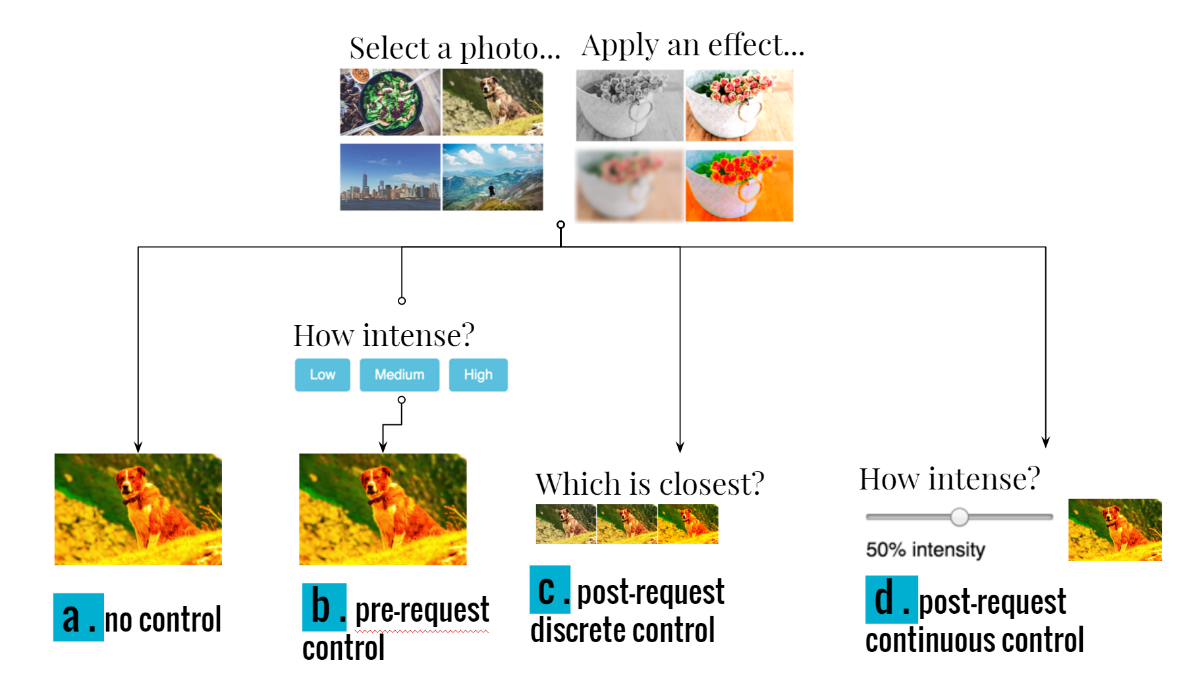 Select a photo...
Apply an effect...
How intense?
Low
Medium
High
Which is closest?
How intense?
50% intensity
a. no control
b. pre-request
control
c. post-request
discrete control
d. post-request
continuous control